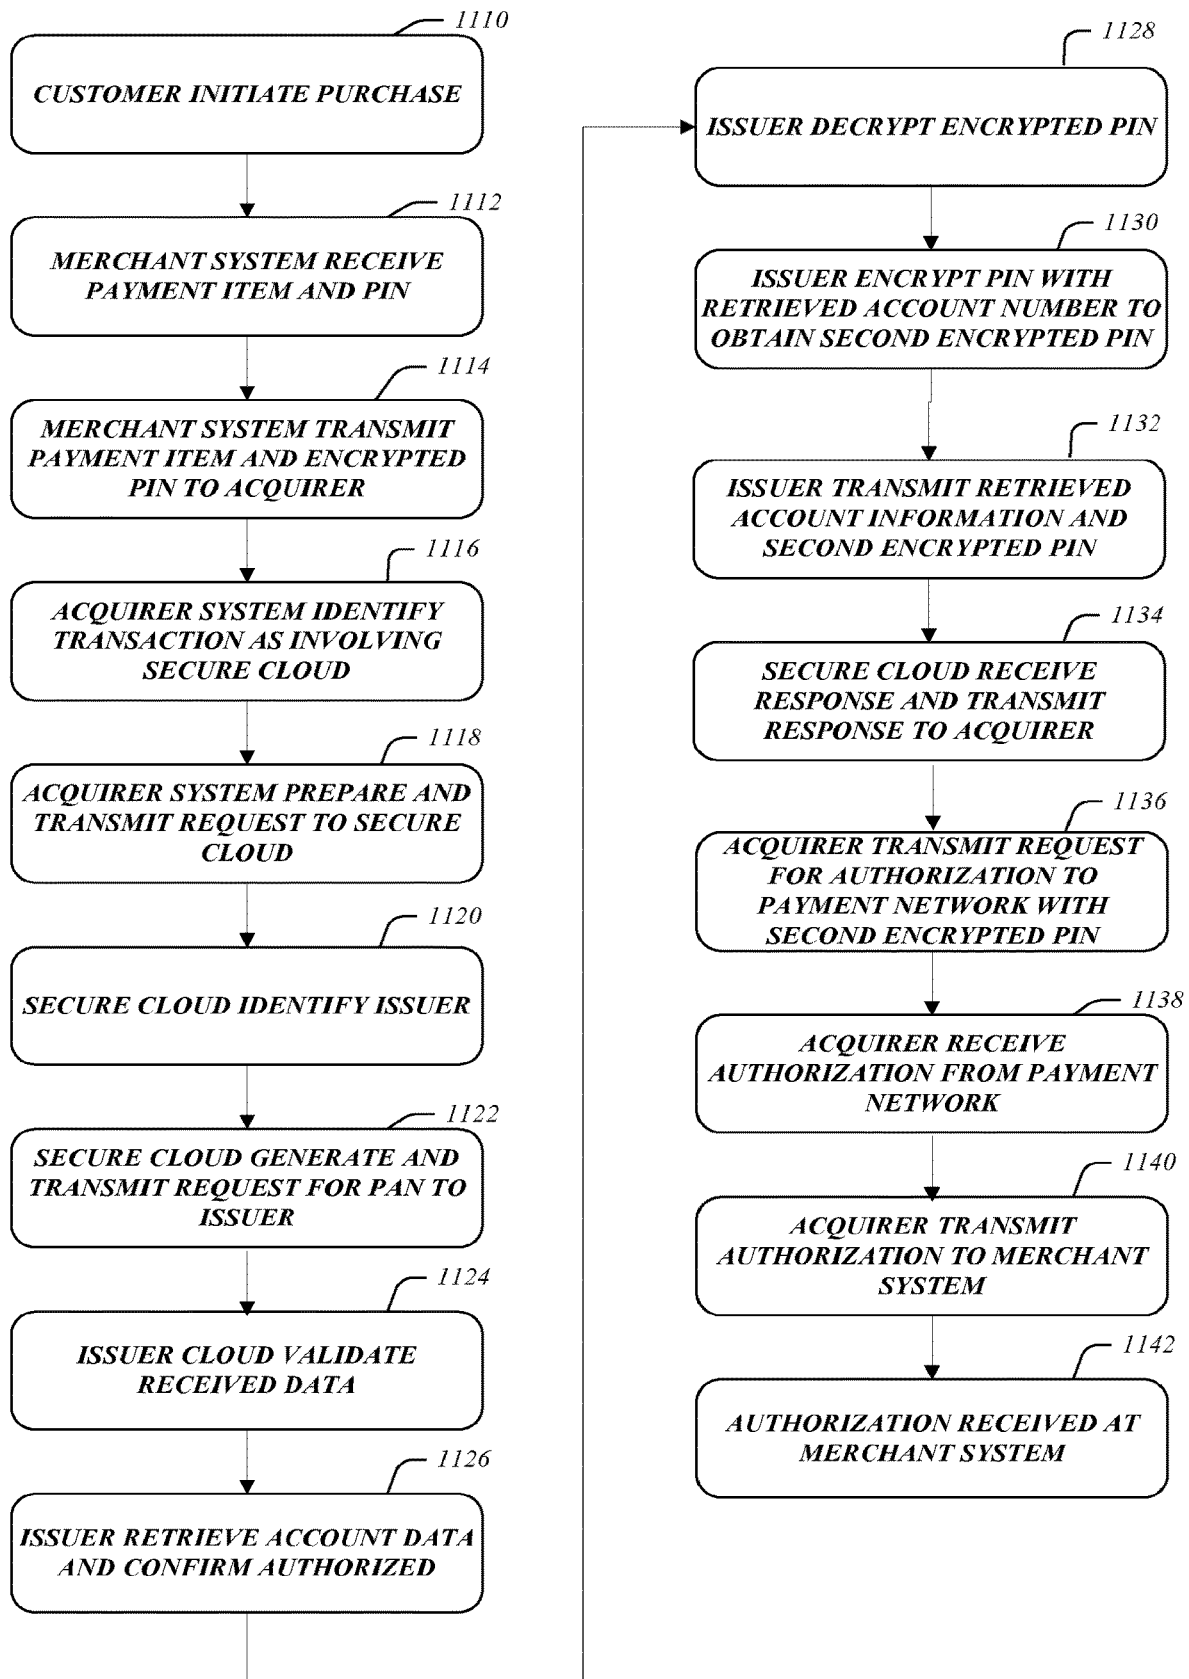 1110
CUSTOMER INITIATE PURCHASE
1112
MERCHANT SYSTEM RECEIVE
PAYMENT ITEM AND PIN
1114
MERCHANT SYSTEM TRANSMIT
PAYMENT ITEM AND ENCRYPTED
PIN TO ACQUIRER
1116
ACQUIRER SYSTEM IDENTIFY
TRANSACTION AS INVOLVING
SECURE CLOUD
1118
ACQUIRER SYSTEM PREPARE AND
TRANSMIT REQUEST TO SECURE
CLOUD
1120
SECURE CLOUD IDENTIFY ISSUER
1122
SECURE CLOUD GENERATE AND
TRANSMIT REQUEST FOR PAN TO
ISSUER
1124
ISSUER CLOUD VALIDATE
RECEIVED DATA
1126
ISSUER RETRIEVE ACCOUNT DATA
AND CONFIRM AUTHORIZED
1128
ISSUER DECRYPT ENCRYPTED PIN
1130
ISSUER ENCRYPT PIN WITH
RETRIEVED ACCOUNT NUMBER TO
OBTAIN SECOND ENCRYPTED PIN
1132
ISSUER TRANSMIT RETRIEVED
ACCOUNT INFORMATION AND
SECOND ENCRYPTED PIN
1134
SECURE CLOUD RECEIVE
RESPONSE AND TRANSMIT
RESPONSE TO ACQUIRER
1136
ACQUIRER TRANSMIT REQUEST
FOR AUTHORIZATION TO
PAYMENT NETWORK WITH
SECOND ENCRYPTED PIN
1138
ACQUIRER RECEIVE
AUTHORIZATION FROM PAYMENT
NETWORK
1140
ACQUIRER TRANSMIT
AUTHORIZATION TO MERCHANT
SYSTEM
1142
AUTHORIZATION RECEIVED AT
MERCHANT SYSTEM